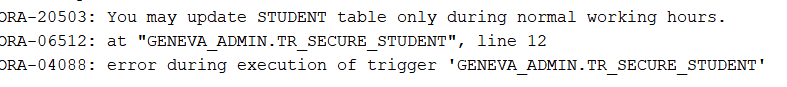 ORA-20503: You may update STUDENT table only during normal working hours.
ORA-06512: at "GENEVA_ADMIN.TR_SECURE_STUDENT", line 12
ORA-04088: error during execution of trigger 'GENEVA_ADMIN.TR_SECURE_STUDENT'